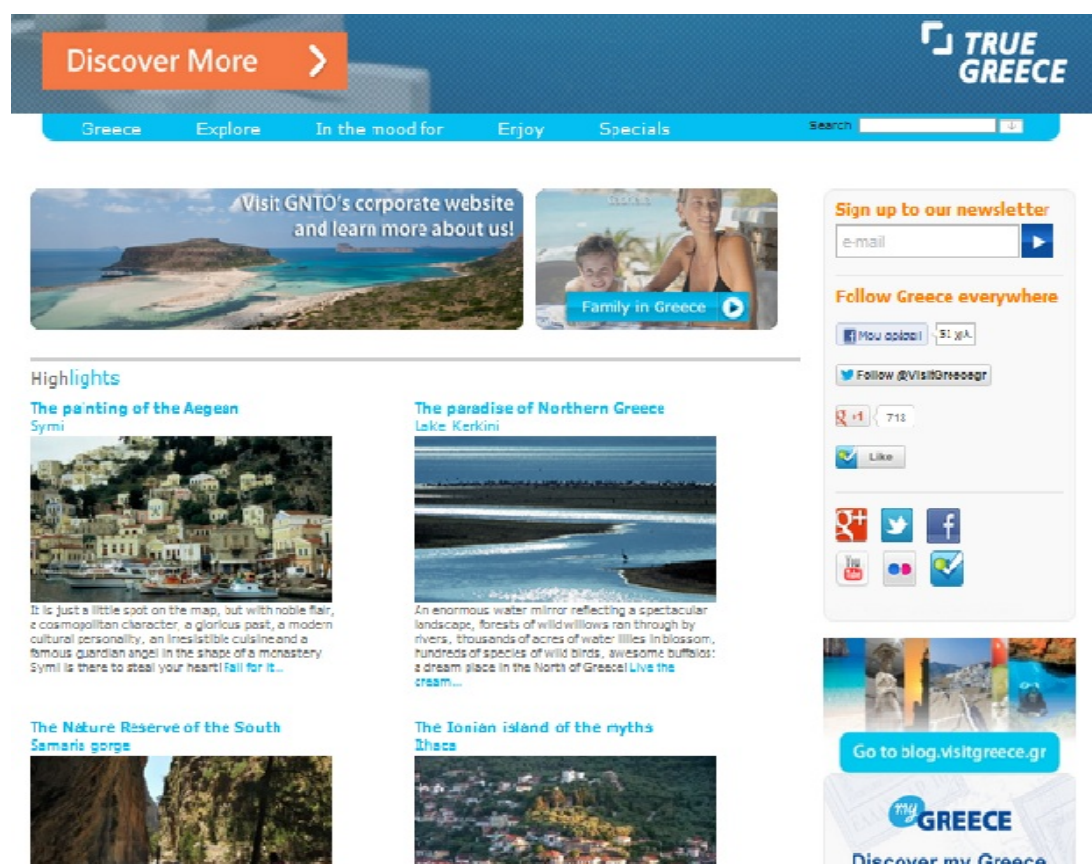 Discover More
TRUE
GREECE
Greece Explore In the mood for Enjoy Specials
Search
Visit GNTO's corporate website
and learn more about us!
Family in Greece
Sign up to our newsletter
e-mail
Follow Greece everywhere
Follow @VisitGreecegr
+1 718
Like
You
Tube
Highlights
The painting of the Aegean
Symi
It is just a little spot on the map, but with noble flair,
a cosmopolitan character, a glorious past, a modern
cultural personality, an irresistible cuisine and a
famous guardian angel in the shape of a monastery
Symi is there to steal your heart! Fall for it...
The paradise of Northern Greece
Lake Kerkini
An enormous water mirror reflecting a spectacular
landscape, forests of wild willows ran through by
rivers, thousands of acres of water lilies in blossom,
hundreds of species of wild birds, awesome buffalos:
a dream place in the North of Greece! Live the
dream...
The Nature Reserve of the South
Samaria gorge
The Ionian island of the myths
Ithaca
Go to blog.visitgreece.gr
my
GREECE
Discover my Greece